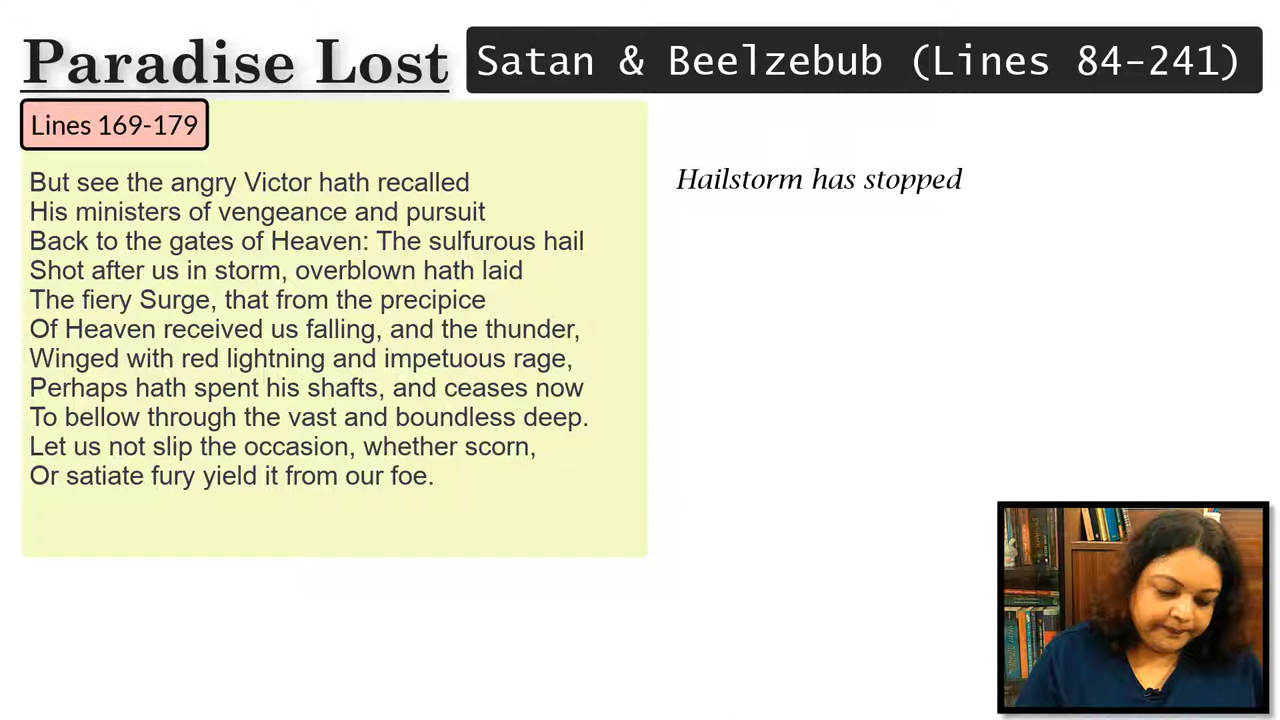 Paradise Lost
Satan & Beelzebub (Lines 84-241)
Lines 169-179
But see the angry Victor hath recalled
His ministers of vengeance and pursuit
Back to the gates of Heaven: The sulfurous hail
Shot after us in storm, overblown hath laid
The fiery Surge, that from the precipice
Of Heaven received us falling, and the thunder,
Winged with red lightning and impetuous rage,
Perhaps hath spent his shafts, and ceases now
To bellow through the vast and boundless deep.
Let us not slip the occasion, whether scorn,
Or satiate fury yield it from our foe.
Hailstorm has stopped